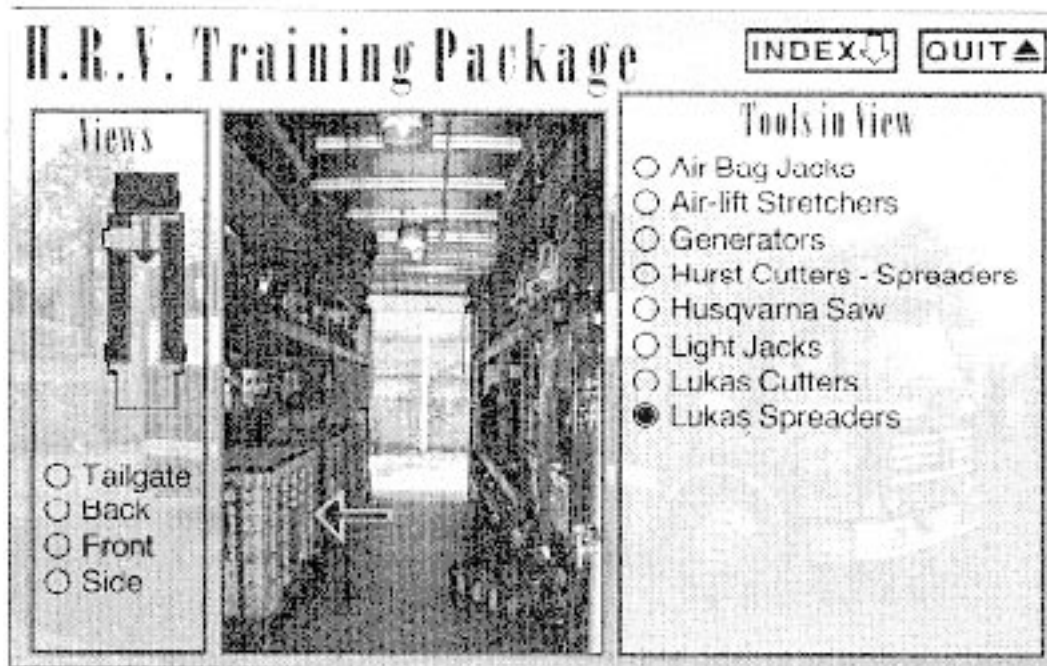 H.R.V. Training Package
INDEX
QUIT
Views
Tailgate
Back
Front
Side
Tools in View
Air Bag Jacks
Air-lift Stretchers
Generators
Hurst Cutters - Spreaders
Husqvarna Saw
Light Jacks
Lukas Cutters
Lukas Spreaders